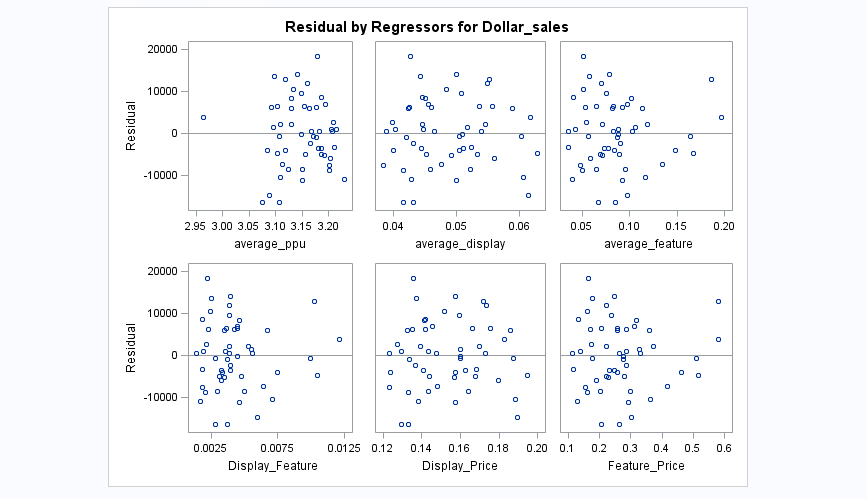 Residual by Regressors for Dollar_sales
20000
10000
0
-10000
Residual
2.95 3.00 3.05 3.10 3.15 3.20
average_ppu
0.04 0.05 0.06
average_display
0.05 0.10 0.15 0.20
average_feature
20000
10000
0
-10000
Residual
0.0025 0.0075 0.0125
Display_Feature
0.12 0.14 0.16 0.18 0.20
Display_Price
0.1 0.2 0.3 0.4 0.5 0.6
Feature_Price